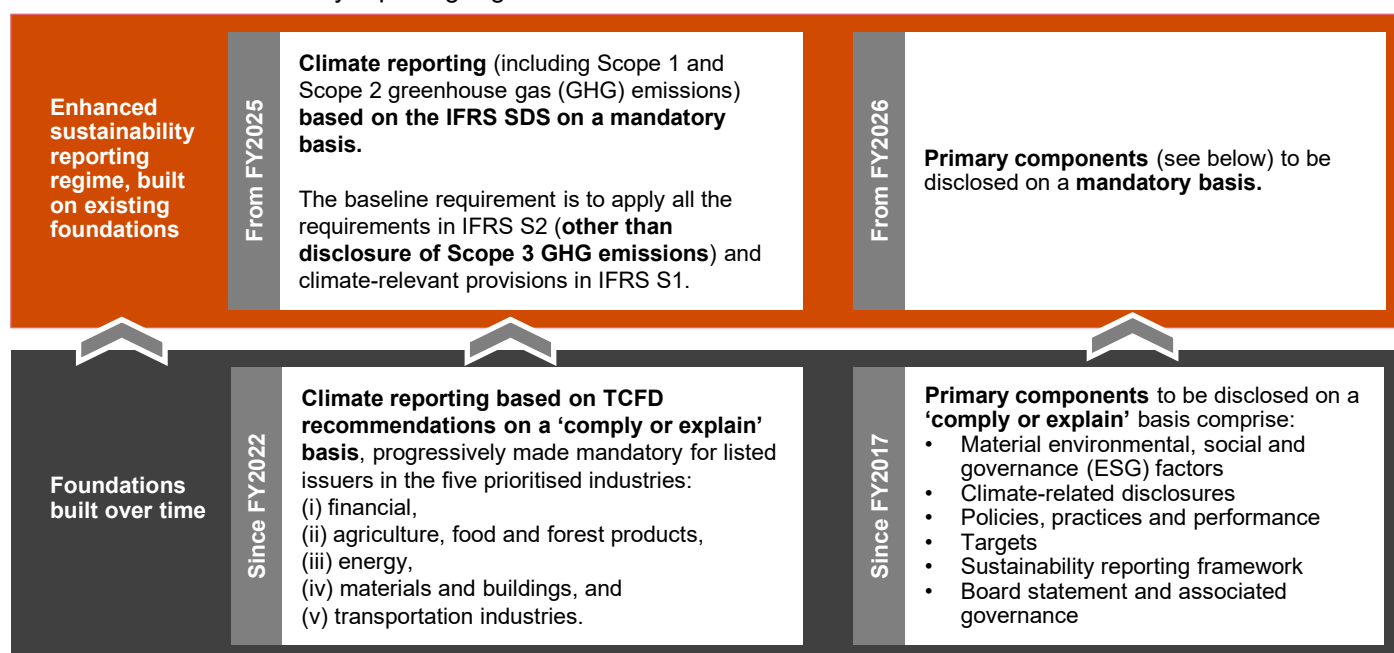 Enhanced
sustainability
reporting
regime, built
on existing
foundations
From FY2025
Climate reporting (including Scope 1 and
Scope 2 greenhouse gas (GHG) emissions)
based on the IFRS SDS on a mandatory
basis.
The baseline requirement is to apply all the
requirements in IFRS S2 (other than
disclosure of Scope 3 GHG emissions) and
climate-relevant provisions in IFRS S1.
From FY2026
Primary components (see below) to be
disclosed on a mandatory basis.
Foundations
built over time
Since FY2022
Climate reporting based on TCFD
recommendations on a ‘comply or explain’
basis, progressively made mandatory for listed
issuers in the five prioritised industries:
(i) financial,
(ii) agriculture, food and forest products,
(iii) energy,
(iv) materials and buildings, and
(v) transportation industries.
Since FY2017
Primary components to be disclosed on a
‘comply or explain’ basis comprise:
• Material environmental, social and
governance (ESG) factors
• Climate-related disclosures
• Policies, practices and performance
• Targets
• Sustainability reporting framework
• Board statement and associated
governance